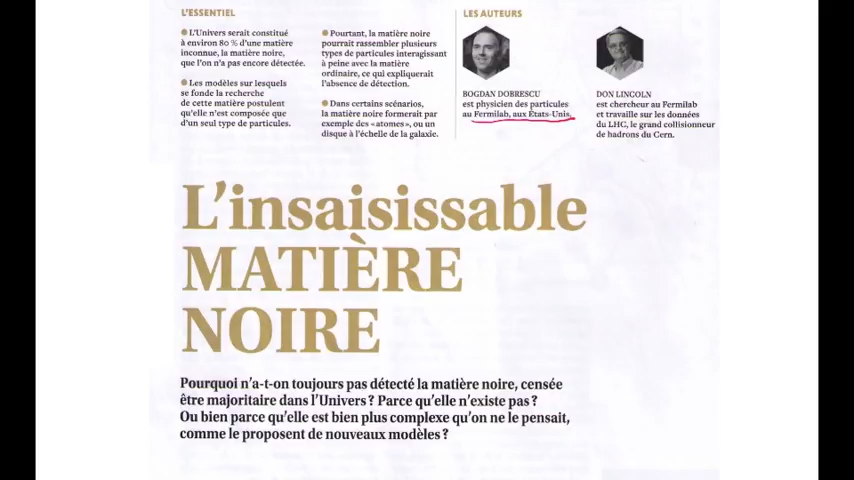 L'ESSENTIEL
L'Univers serait constitué
à environ 80 % d'une matière
inconnue, la matière noire,
que l'on n'a pas encore détectée.
Les modèles sur lesquels
se fonde la recherche
de cette matière postulent
qu'elle n'est composée que
d'un seul type de particules.
Pourtant, la matière noire
pourrait rassembler plusieurs
types de particules interagissant
à peine avec la matière
ordinaire, ce qui expliquerait
l'absence de détection.
Dans certains scénarios,
la matière noire formerait par
exemple des «atomes», ou un
disque à l'échelle de la galaxie.
LES AUTEURS
BOGDAN DOBRESCU
est physicien des particules
au Fermilab, aux États-Unis.
DON LINCOLN
est chercheur au Fermilab
et travaille sur les données
du LHC, le grand collisionneur
de hadrons du Cern.
L'insaisissable
MATIÈRE
NOIRE
Pourquoi n'a-t-on toujours pas détecté la matière noire, censée
être majoritaire dans l'Univers ? Parce qu'elle n'existe pas ?
Ou bien parce qu'elle est bien plus complexe qu'on ne le pensait,
comme le proposent de nouveaux modèles ?